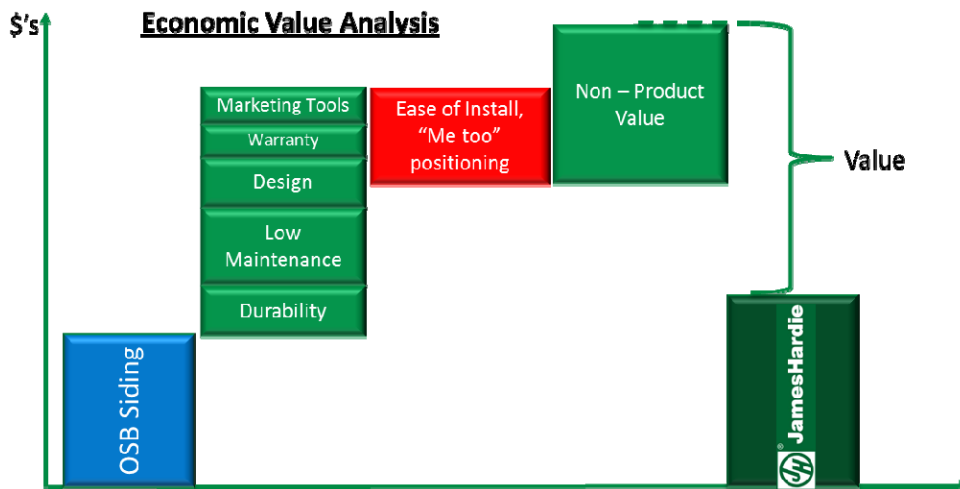 $'s
Economic Value Analysis
Marketing Tools
Warranty
Design
Low
Maintenance
Durability
Ease of Install,
"Me too"
positioning
Non – Product
Value
Value
OSB Siding
JH ® JamesHardie